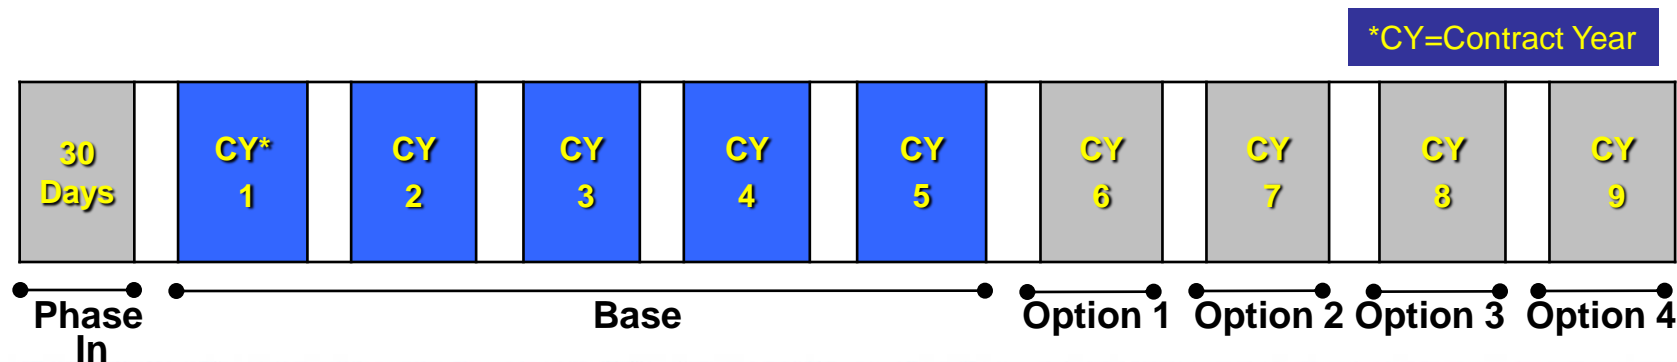 *CY=Contract Year
30
Days
CY*
1
CY
2
CY
3
CY
4
CY
5
CY
6
CY
7
CY
8
CY
9
Phase
In
Base
Option 1
Option 2
Option 3
Option 4